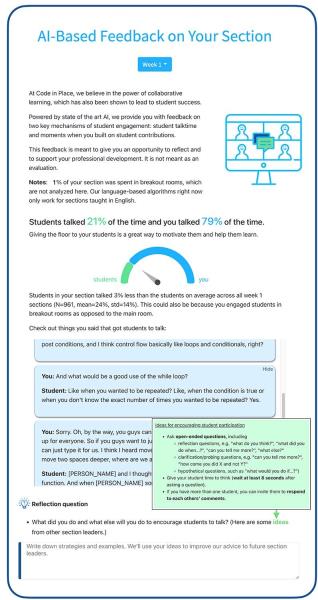 AI-Based Feedback on Your Section
Week 1
At Code in Place, we believe in the power of collaborative
learning, which has also been shown to lead to student success.
Powered by state of the art AI, we provide you with feedback on
two key mechanisms of student engagement: student talktime
and moments when you built on student contributions.
This feedback is meant to give you an opportunity to reflect and
to support your professional development. It is not meant as an
evaluation.
Notes: 1% of your section was spent in breakout rooms, which
are not analyzed here. Our language-based algorithms right now
only work for sections taught in English.
Students talked 21% of the time and you talked 79% of the time.
Giving the floor to your students is a great way to motivate them and help them learn.
students
you
Students in your section talked 3% less than the students on average across all week 1
sections (N=961, mean=24%, std=14%). This could also be because you engaged students in
breakout rooms as opposed to the main room.
Check out things you said that got students to talk:
post conditions, and I think control flow basically like loops and conditionals, right?
Hide
You: And what would be a good use of the while loop?
Student: Like when you wanted to be repeated? Like, when the condition is true or
when you don't know the exact number of times you wanted to be repeated? Yes.
You: Sorry. Oh, by the way, you guys can
up for everyone. So if you guys want to ju
can just type it for us. I think I heard mov
move two spaces deeper, where we are a
Student: [PERSON] and I thought
function. And when [PERSON]
Ideas for encouraging student participation
Ask open-ended questions, including
reflection questions, e.g. "what do you think?", "what did you
do when..?", "can you tell me more?", "what else?"
clarification/probing questions, e.g. "can you tell me more?",
"how come you did X and not Y?"
hypothetical questions, such as "what would you do if...?")
Give your student time to think (wait at least 8 seconds after
asking a question).
If you have more than one student, you can invite them to respond
to each others' comments.
Reflection question
What did you do and what else will you do to encourage students to talk? (Here are some ideas
from other section leaders.)
Write down strategies and examples. We'll use your ideas to improve our advice to future section
leaders.